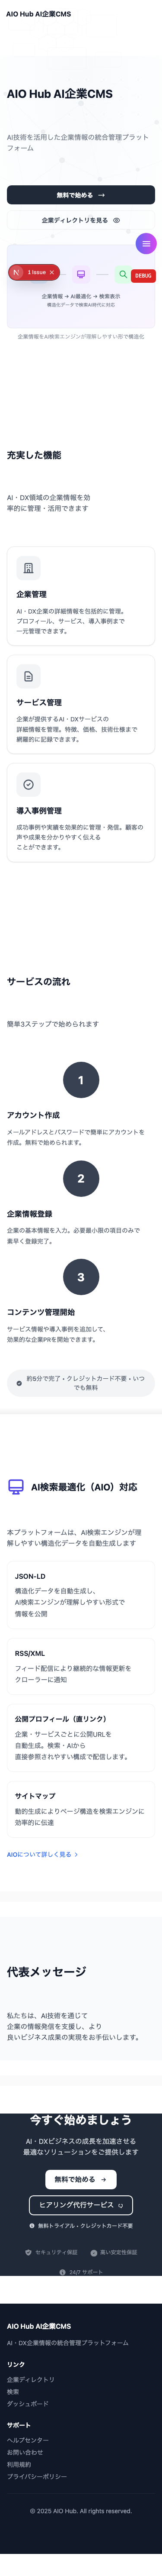 AIO Hub AI企業CMS
AIO Hub AI企業CMS
AI技術を活用した企業情報の統合管理プラット
フォーム
無料で始める →
企業ディレクトリを見る
N 1 Issue ×
DEBUG
企業情報 → AI最適化 → 検索表示
構造化データで検索AI時代に対応
企業情報をAI検索エンジンが理解しやすい形で構造化
充実した機能
AI・DX領域の企業情報を効
率的に管理・活用できます
企業管理
AI・DX企業の詳細情報を包括的に管理。
プロフィール、サービス、導入事例まで
一元管理できます。
サービス管理
企業が提供するAI・DXサービスの
詳細情報を管理。特徴、価格、技術仕様まで
網羅的に記録できます。
導入事例管理
成功事例や実績を効果的に管理・発信。顧客の
声や成果を分かりやすく伝える
ことができます。
サービスの流れ
簡単3ステップで始められます
1
アカウント作成
メールアドレスとパスワードで簡単にアカウントを
作成。無料で始められます。
2
企業情報登録
企業の基本情報を入力。必要最小限の項目のみで
素早く登録完了。
3
コンテンツ管理開始
サービス情報や導入事例を追加して、
効果的な企業PRを開始できます。
約5分で完了・クレジットカード不要・いつ
でも無料
AI検索最適化（AIO）対応
本プラットフォームは、AI検索エンジンが理
解しやすい構造化データを自動生成します
JSON-LD
構造化データを自動生成し、
AI検索エンジンが理解しやすい形式で
情報を公開
RSS/XML
フィード配信により継続的な情報更新を
クローラーに通知
公開プロフィール（直リンク）
企業・サービスごとに公開URLを
自動生成。検索・AIから
直接参照されやすい構成で配信します。
サイトマップ
動的生成によりページ構造を検索エンジンに
効率的に伝達
AIOについて詳しく見る >
代表メッセージ
私たちは、AI技術を通じて
企業の情報発信を支援し、より
良いビジネス成果の実現をお手伝いします。
今すぐ始めましょう
AI・DXビジネスの成長を加速させる
最適なソリューションをご提供します
無料で始める →
ヒアリング代行サービス
無料トライアル・クレジットカード不要
セキュリティ保証
高い安定性保証
24/7 サポート
AIO Hub AI企業CMS
AI・DX企業情報の統合管理プラットフォーム
リンク
企業ディレクトリ
検索
ダッシュボード
サポート
ヘルプセンター
お問い合わせ
利用規約
プライバシーポリシー
© 2025 AIO Hub. All rights reserved.